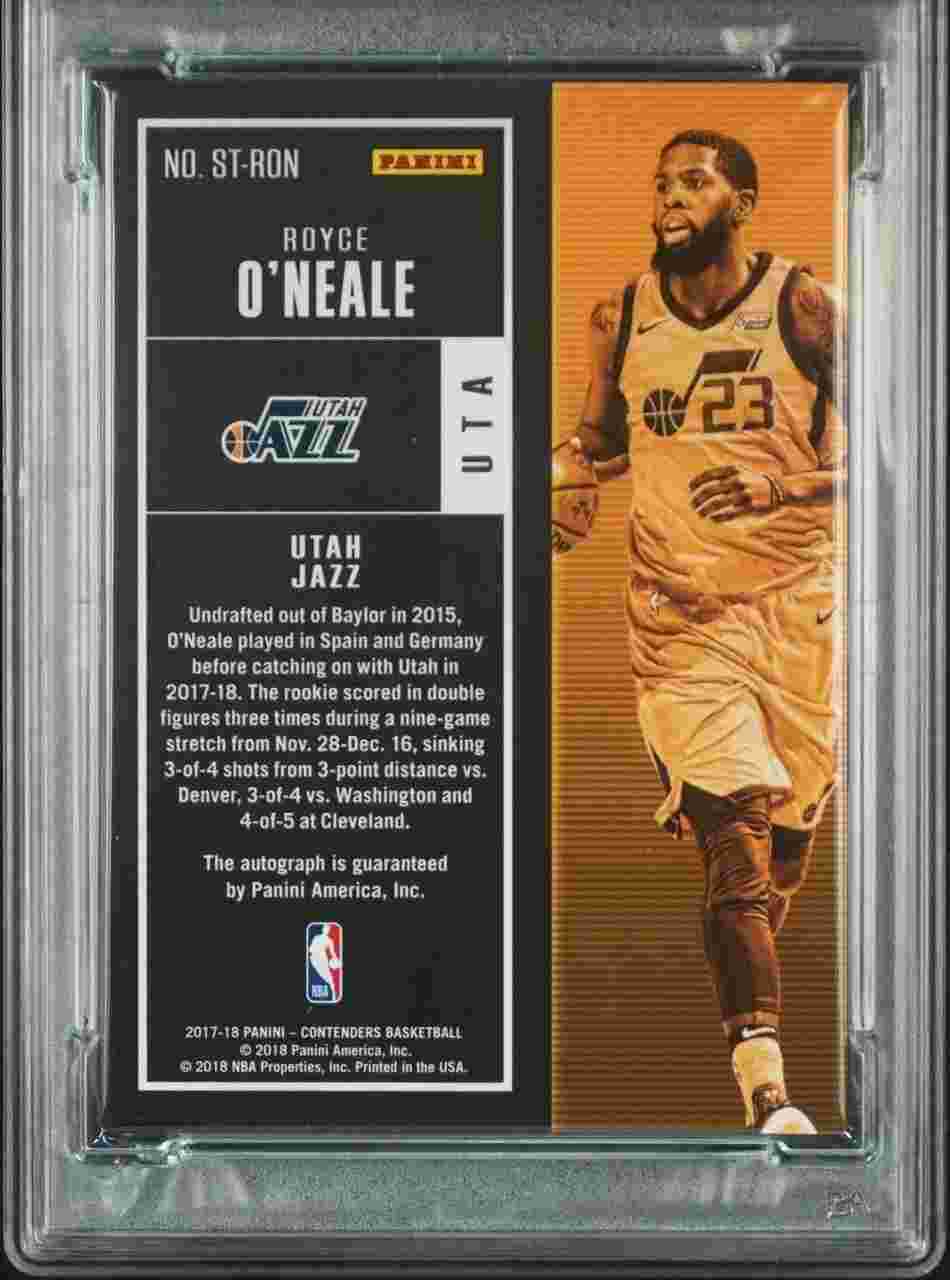 NO. ST-RON
PANINI
ROYCE
O'NEALE
UTAH
JAZZ
UTA
UTAH
JAZZ
Undrafted out of Baylor in 2015,
O'Neale played in Spain and Germany
before catching on with Utah in
2017-18. The rookie scored in double
figures three times during a nine-game
stretch from Nov. 28-Dec. 16, sinking
3-of-4 shots from 3-point distance vs.
Denver, 3-of-4 vs. Washington and
4-of-5 at Cleveland.
The autograph is guaranteed
by Panini America, Inc.
NBA
2017-18 PANINI – CONTENDERS BASKETBALL
© 2018 Panini America, Inc.
© 2018 NBA Properties, Inc. Printed in the USA.
23